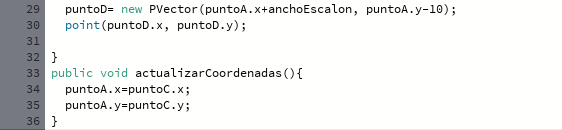 29 puntoD= new PVector(puntoA.x+anchoEscalon, puntoA.y-10);
30 point(puntoD.x, puntoD.y);
31
32 }
33 public void actualizarCoordenadas(){
34 puntoA.x=puntoC.x;
35 puntoA.y=puntoC.y;
36 }